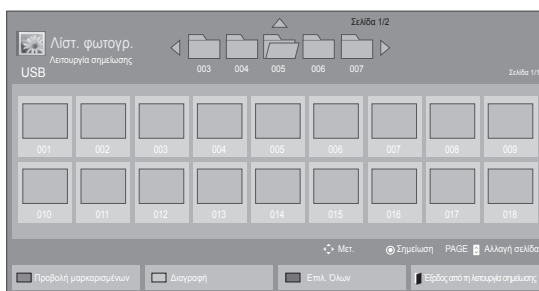 Σελίδα 1/2
Λίστ. φωτογρ.
Λειτουργία σημείωσης
USB
003 004 005 006 007
Σελίδα 1/1
001 002 003 004 005 006 007 008 009
010 011 012 013 014 015 016 017 018
Μετ. Σημείωση PAGE Αλλαγή σελίδα
Προβολή μαρκαρισμένων Διαγραφή Επιλ. Όλων Έξοδος από τη λειτουργία σημείωσης